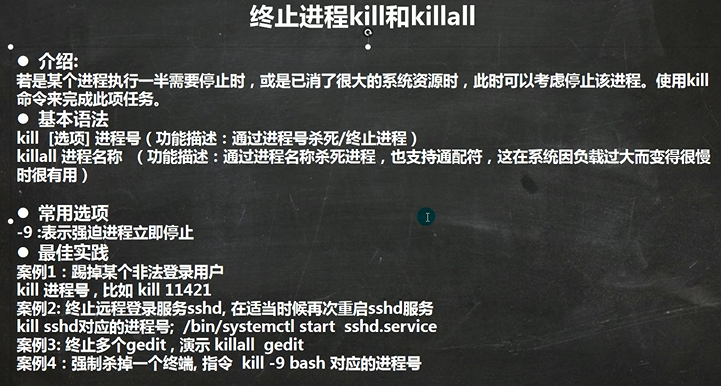 终止进程kill和killall
● 介绍:
若是某个进程执行一半需要停止时，或是已消了很大的系统资源时，此时可以考虑停止该进程。使用kill
命令来完成此项任务。
● 基本语法
kill [选项] 进程号（功能描述：通过进程号杀死/终止进程）
killall 进程名称 （功能描述：通过进程名称杀死进程，也支持通配符，这在系统因负载过大而变得很慢
时很有用）
● 常用选项
-9 :表示强迫进程立即停止
● 最佳实践
案例1：踢掉某个非法登录用户
kill 进程号 , 比如 kill 11421
案例2: 终止远程登录服务sshd, 在适当时候再次重启sshd服务
kill sshd对应的进程号; /bin/systemctl start sshd.service
案例3: 终止多个gedit , 演示 killall gedit
案例4：强制杀掉一个终端, 指令 kill -9 bash 对应的进程号